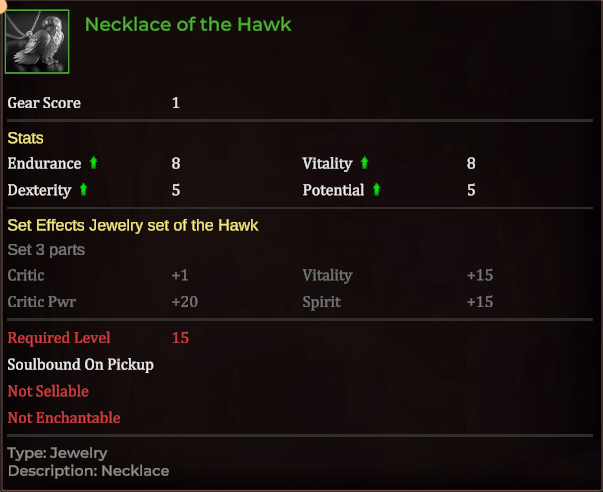 Necklace of the Hawk
Gear Score 1
Stats
Endurance 8 Vitality 8
Dexterity 5 Potential 5
Set Effects Jewelry set of the Hawk
Set 3 parts
Critic +1 Vitality +15
Critic Pwr +20 Spirit +15
Required Level 15
Soulbound On Pickup
Not Sellable
Not Enchantable
Type: Jewelry
Description: Necklace